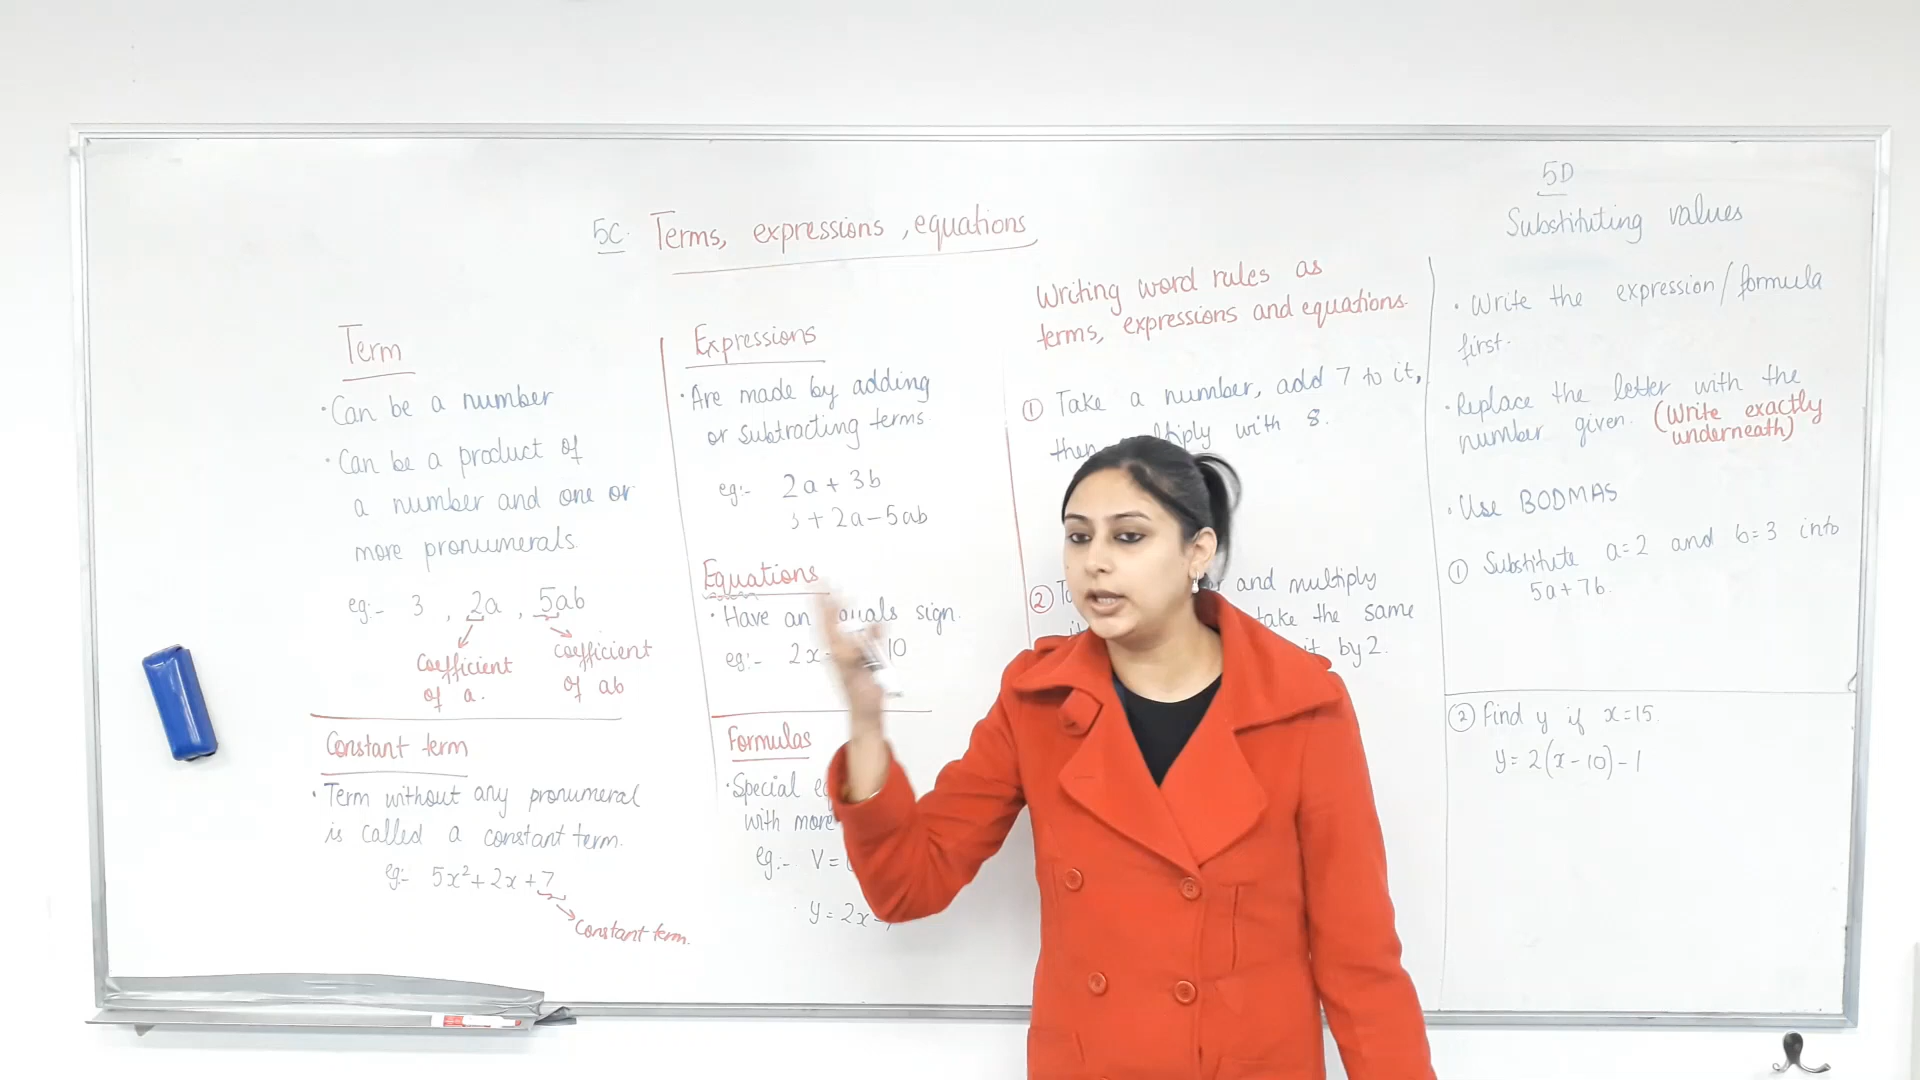 5C. Terms, expressions, equations
Term
• Can be a number
• Can be a product of
a number and one or
more pronumerals.
eg:- 3 , 2a , 5ab
coefficient
of a.
coefficient
of ab
Constant term
• Term without any pronumeral
is called a constant term.
eg:- 5x² + 2x + 7
Constant term.
Expressions
• Are made by adding
or subtracting terms.
eg:- 2a + 3b
3 + 2a - 5ab
Equations
• Have an sign.
eg:- 2x 10
Formulas
• Special
with more
eg:- V=
y = 2x
Writing word rules as
terms, expressions and equations.
① Take a number, add 7 to it,
then with 8.
② and multiply
take the same
it by 2.
5D
Substituting values
• Write the expression / formula
first.
• Replace the letter with the
number given. (Write exactly
underneath)
• Use BODMAS
① Substitute a=2 and b=3 into
5a+7b.
② Find y if x=15.
y = 2(x-10)-1